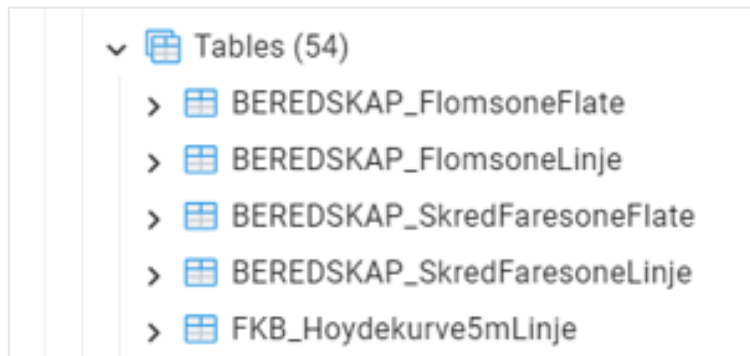 Tables (54)
BEREDSKAP_FlomsoneFlate
BEREDSKAP_FlomsoneLinje
BEREDSKAP_SkredFaresoneFlate
BEREDSKAP_SkredFaresoneLinje
FKB_Hoydekurve5mLinje